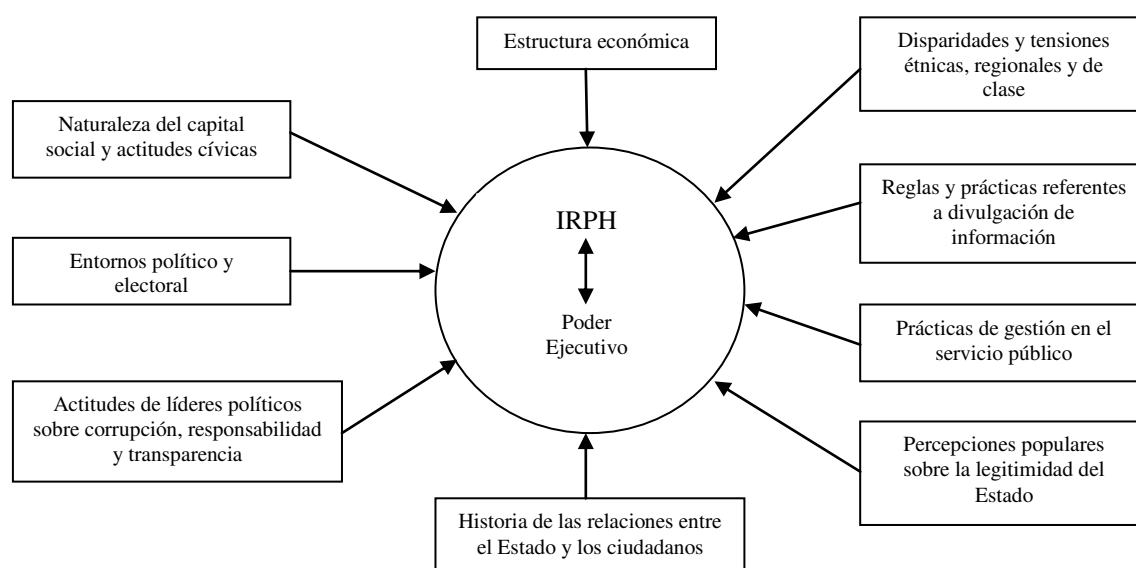 Estructura económica
Disparidades y tensiones
étnicas, regionales y de
clase
Naturaleza del capital
social y actitudes cívicas
Reglas y prácticas referentes
a divulgación de
información
IRPH
Entornos político y
electoral
Poder
Ejecutivo
Prácticas de gestión en el
servicio público
Actitudes de líderes políticos
sobre corrupción, responsabilidad
y transparencia
Percepciones populares
sobre la legitimidad del
Estado
Historia de las relaciones entre
el Estado y los ciudadanos